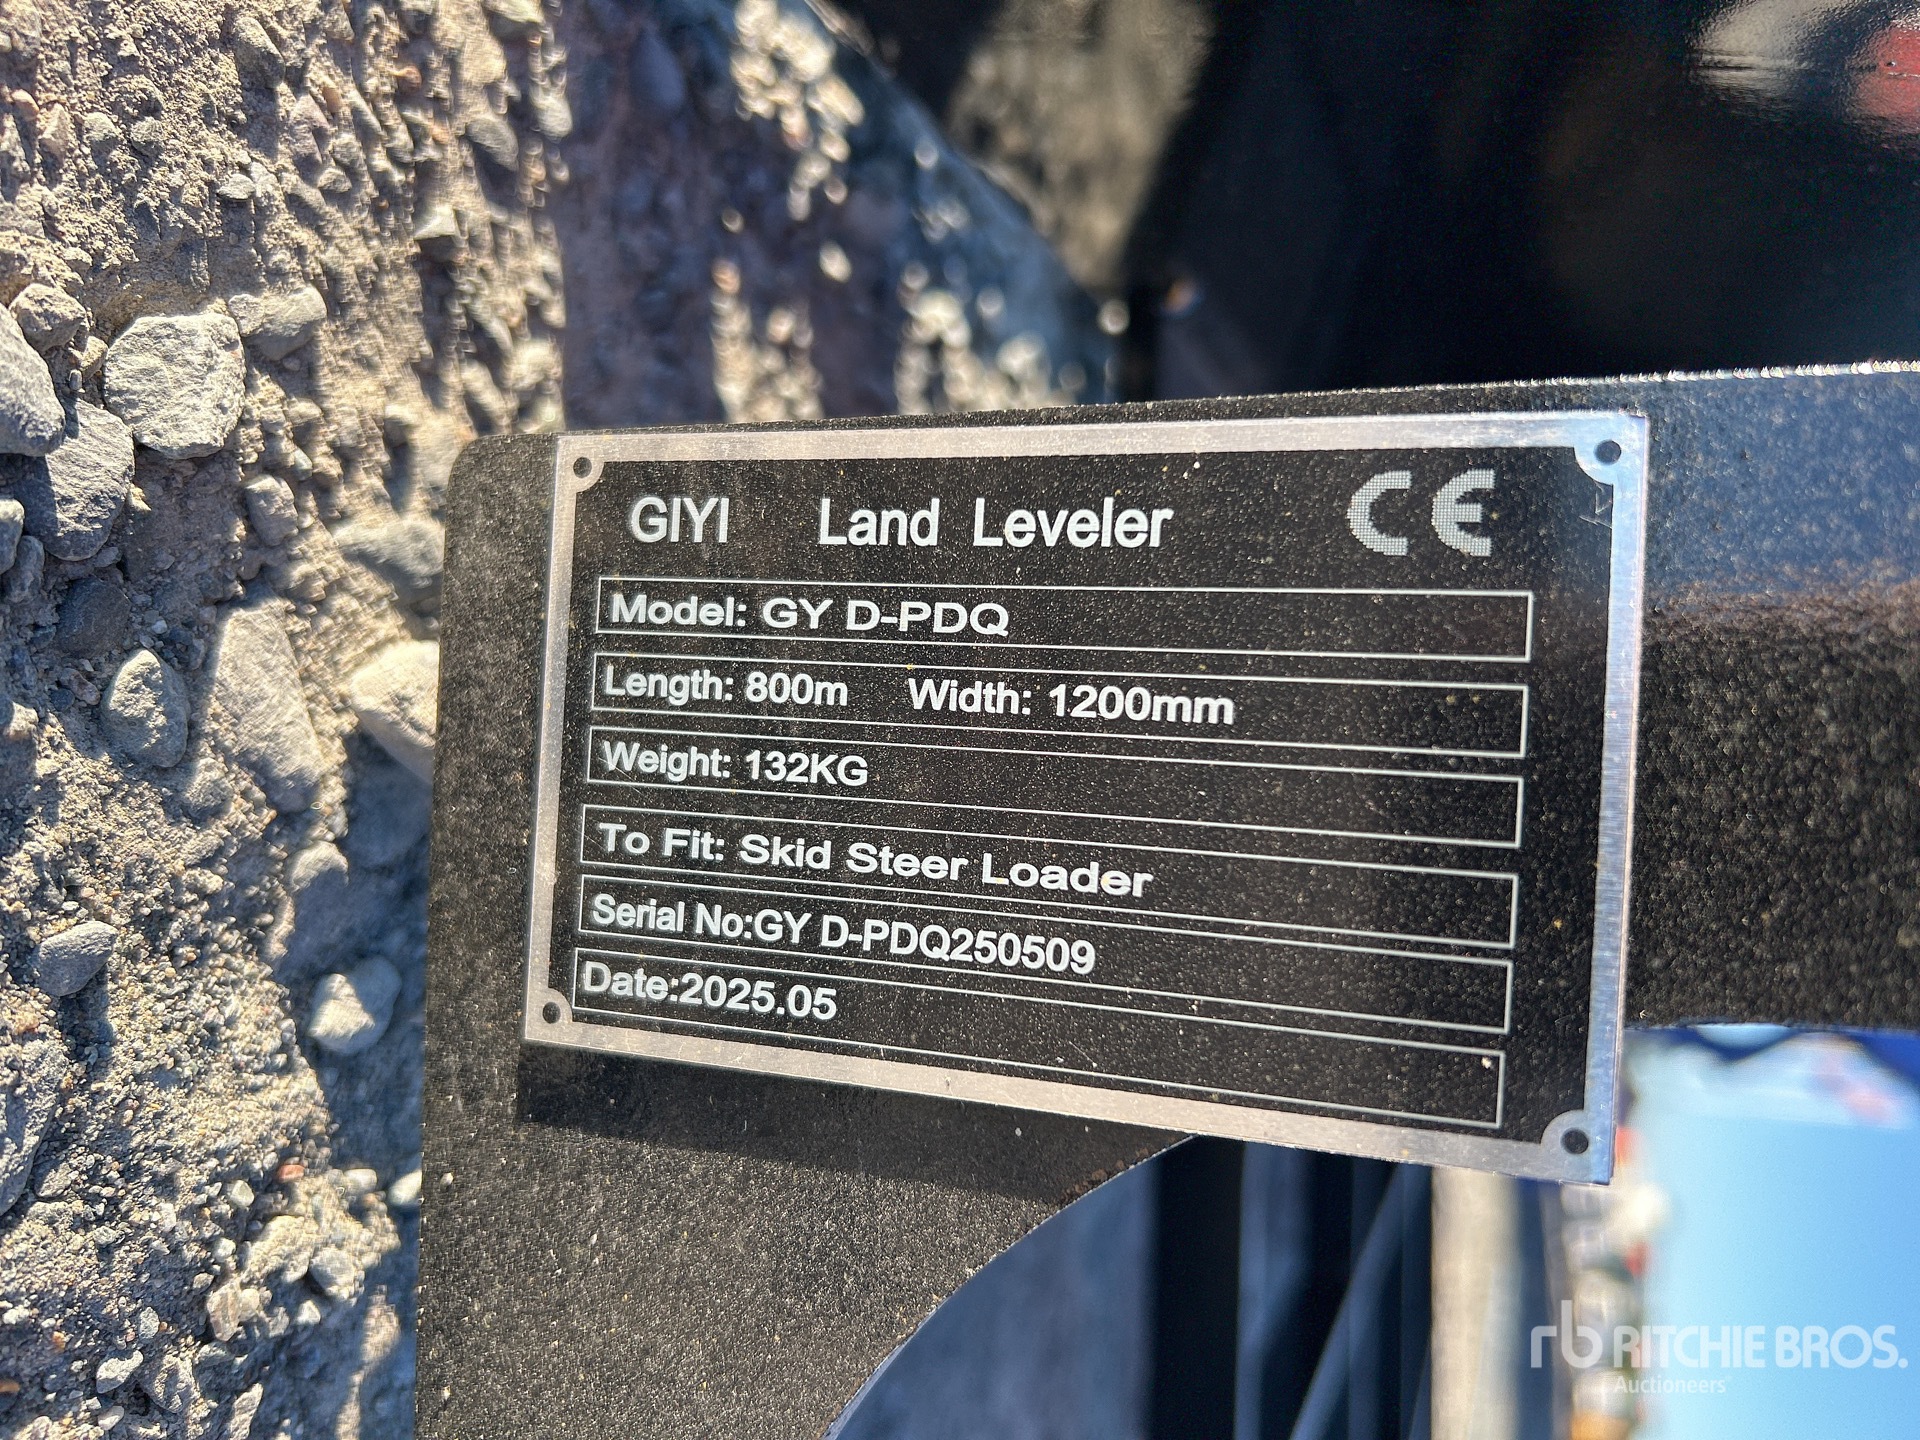 GIYI Land Leveler CE
Model: GY D-PDQ
Length: 800m Width: 1200mm
Weight: 132KG
To Fit: Skid Steer Loader
Serial No:GY D-PDQ250509
Date:2025.05
rb RITCHIE BROS.
Auctioneers